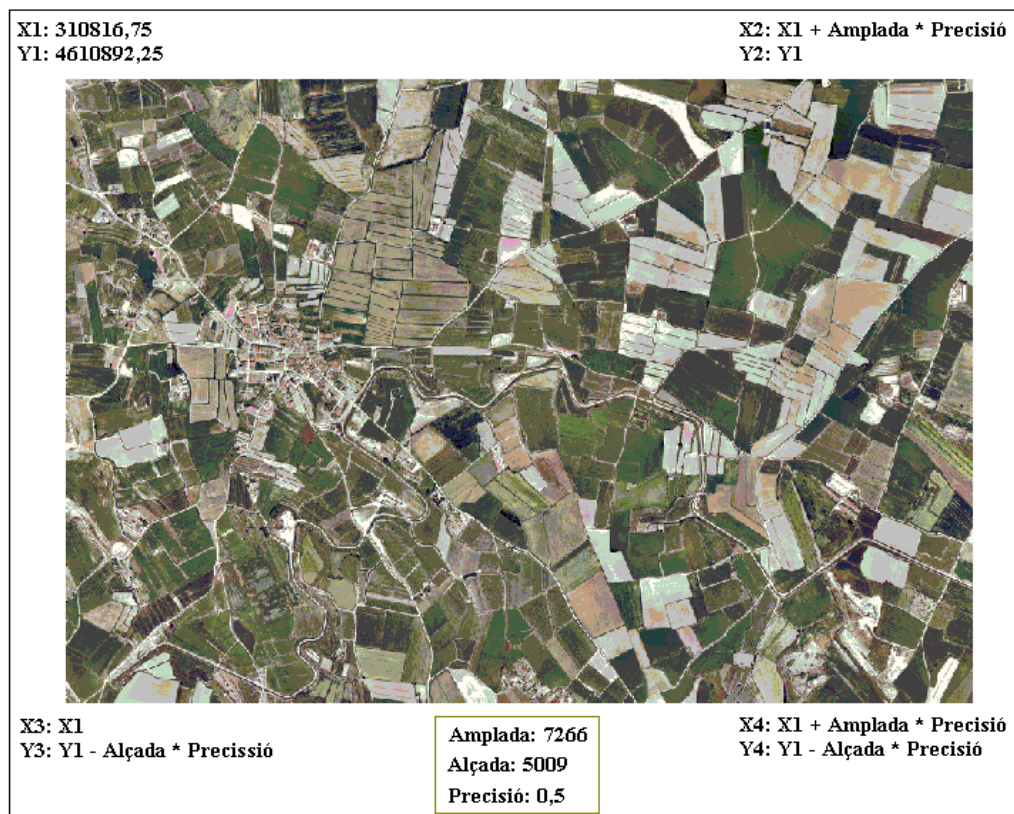 X1: 310816,75
Y1: 4610892,25
X2: X1 + Amplada * Precisió
Y2: Y1
X3: X1
Y3: Y1 - Alçada * Precissió
Amplada: 7266
Alçada: 5009
Precisió: 0,5
X4: X1 + Amplada * Precisió
Y4: Y1 - Alçada * Precisió